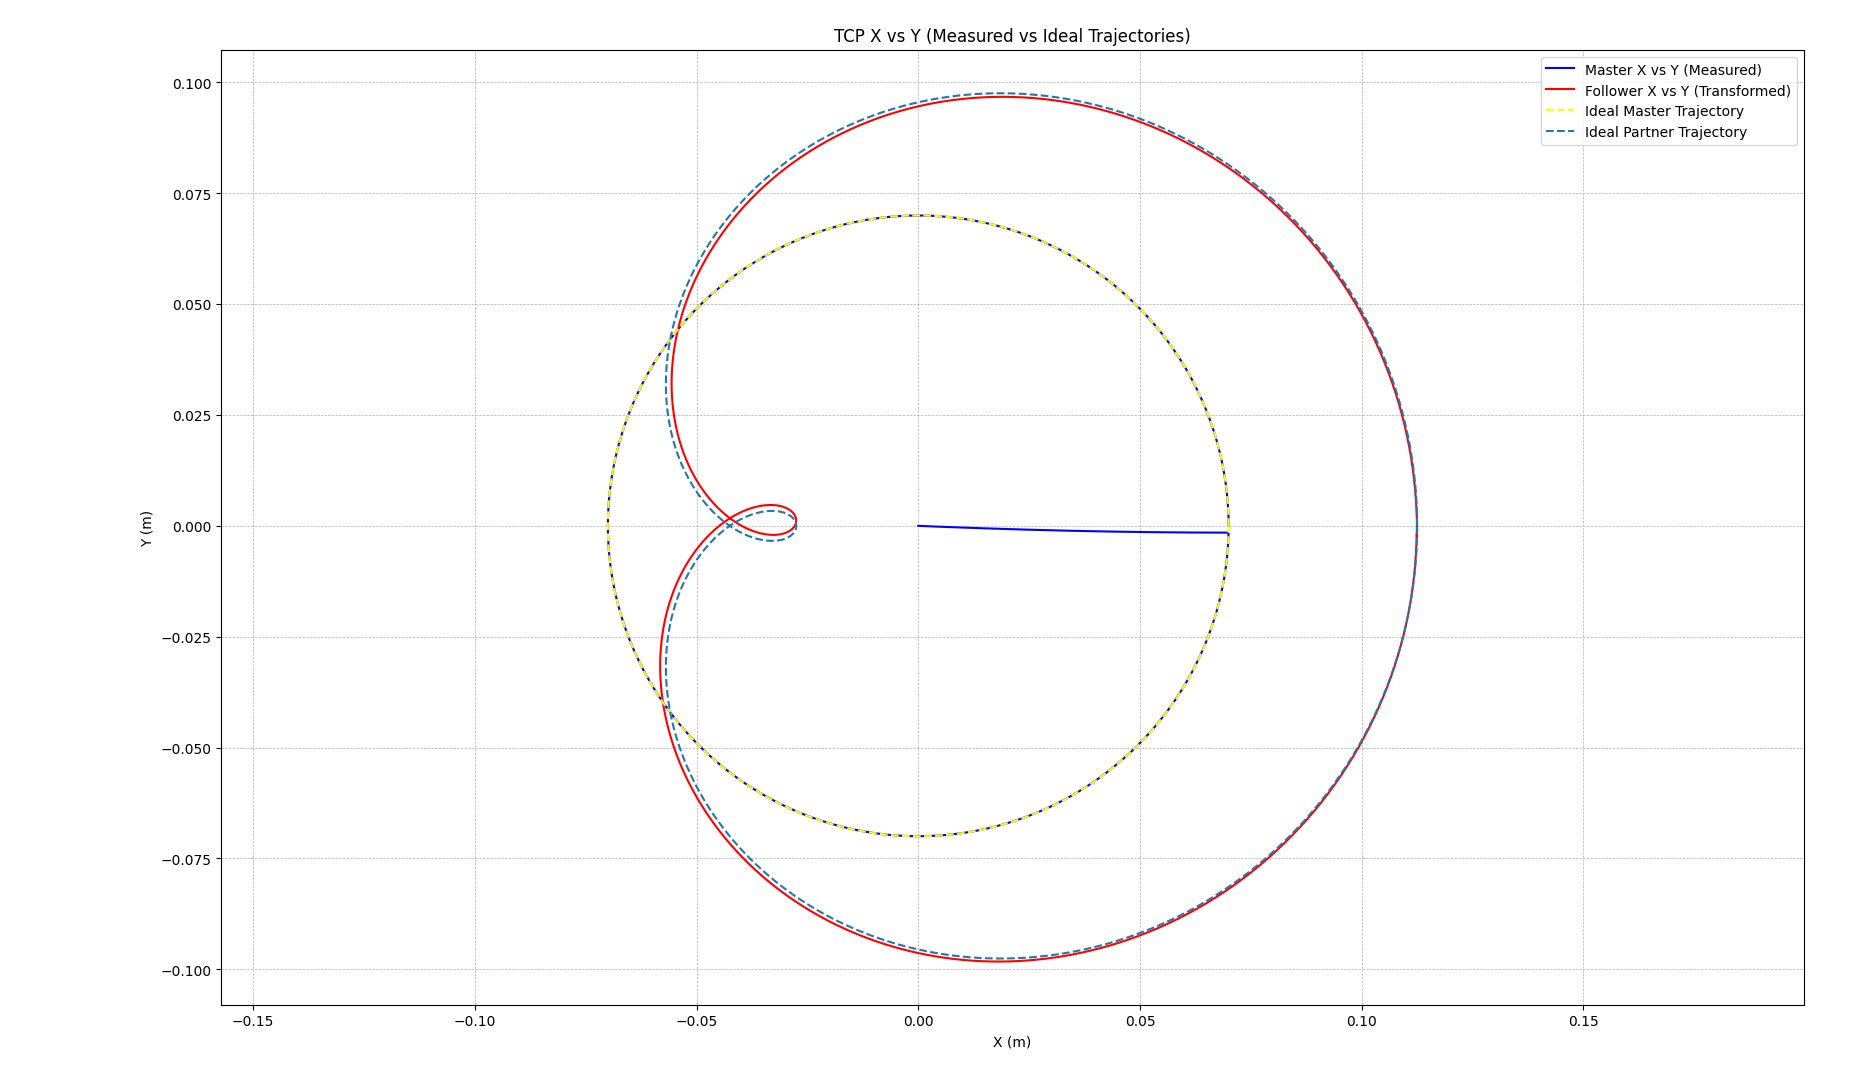 TCP X vs Y (Measured vs Ideal Trajectories)
Master X vs Y (Measured)
Follower X vs Y (Transformed)
Ideal Master Trajectory
Ideal Partner Trajectory
0.100
0.075
0.050
0.025
0.000
−0.025
−0.050
−0.075
−0.100
Y (m)
−0.15 −0.10 −0.05 0.00 0.05 0.10 0.15
X (m)